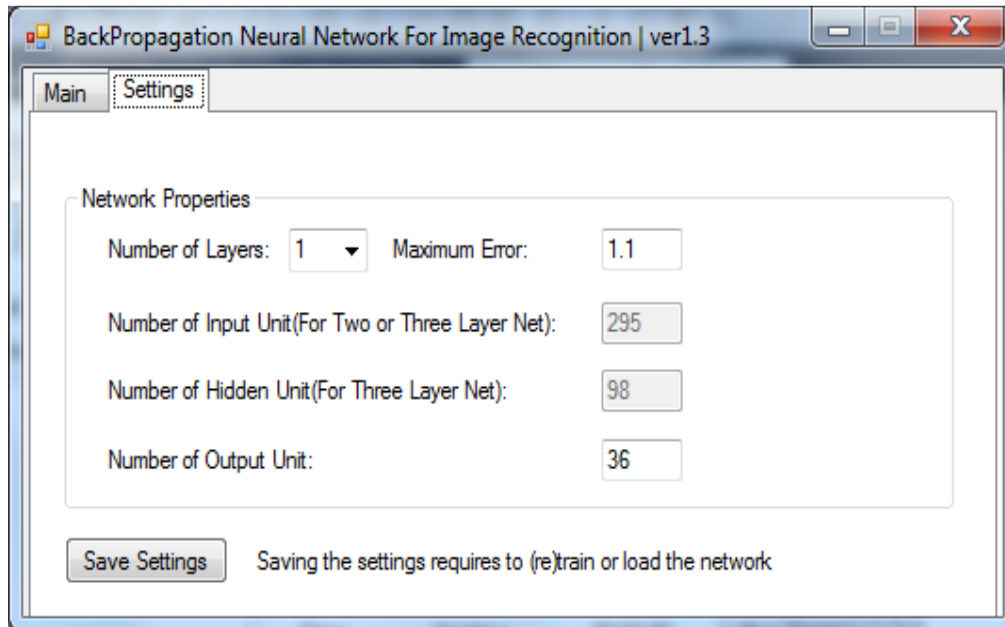 BackPropagation Neural Network For Image Recognition | ver1.3
Main Settings
Network Properties
Number of Layers: 1 Maximum Error: 1.1
Number of Input Unit(For Two or Three Layer Net): 295
Number of Hidden Unit(For Three Layer Net): 98
Number of Output Unit: 36
Save Settings Saving the settings requires to (re)train or load the network